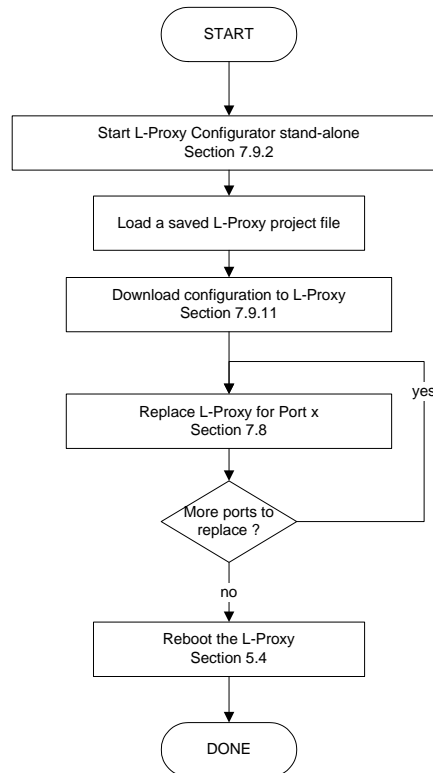 START
Start L-Proxy Configurator stand-alone
Section 7.9.2
Load a saved L-Proxy project file
Download configuration to L-Proxy
Section 7.9.11
yes
Replace L-Proxy for Port x
Section 7.8
More ports to
replace ?
no
Reboot the L-Proxy
Section 5.4
DONE